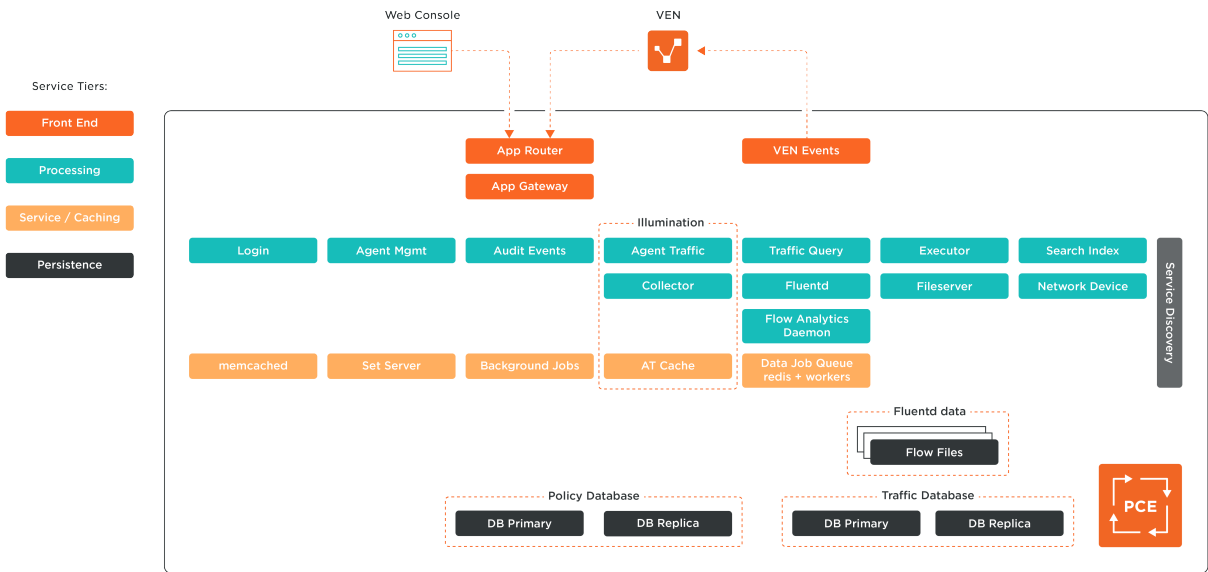 Web Console
VEN
Service Tiers:
Front End
Processing
Service / Caching
Persistence
App Router
VEN Events
App Gateway
Illumination
Login
Agent Mgmt
Audit Events
Agent Traffic
Traffic Query
Executor
Search Index
Collector
Fluentd
Fileserver
Network Device
Flow Analytics
Daemon
Service Discovery
memcached
Set Server
Background Jobs
AT Cache
Data Job Queue
redis + workers
Fluentd data
Flow Files
Policy Database
DB Primary
DB Replica
Traffic Database
DB Primary
DB Replica
PCE